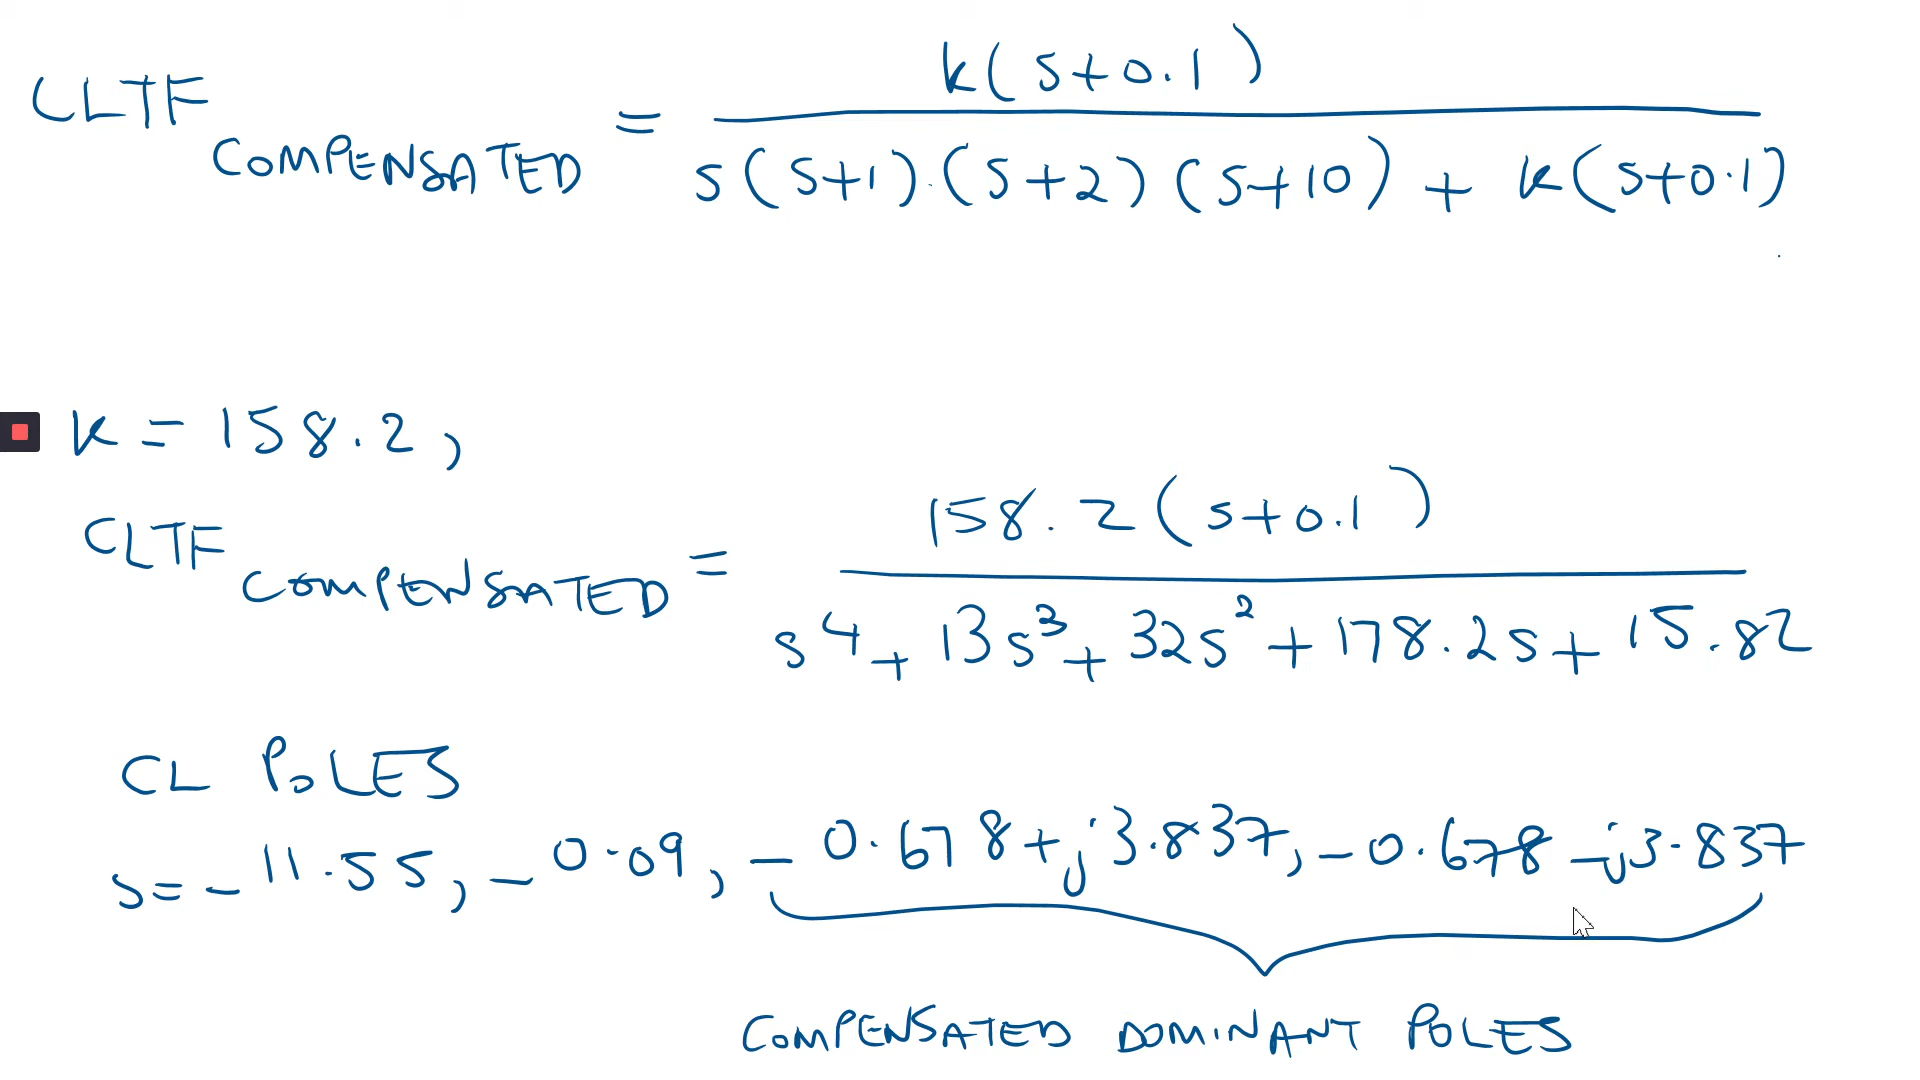 k(s+0.1)
CLTF COMPENSATED = 
s(s+1).(s+2)(s+10) + k(s+0.1)
k = 158.2,
158.2(s+0.1)
CLTF COMPENSATED =
s⁴ + 13s³ + 32s² + 178.2s + 15.82
CL POLES
s = -11.55, -0.09, -0.678+j3.837, -0.678-j3.837
COMPENSATED DOMINANT POLES